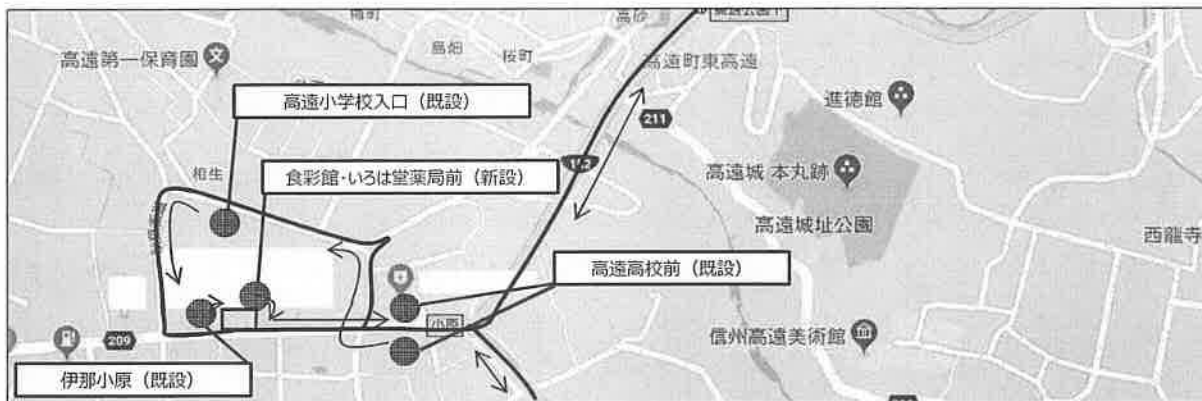 高砂
島畑
桜町
高遠第一保育園
高遠町東高遠
高遠小学校入口（既設）
進徳館
211
152
相生
食彩館・いろは堂薬局前（新設）
高遠城 本丸跡
高遠城址公園
西龍寺
高遠高校前（既設）
小原
209
信州高遠美術館
伊那小原（既設）